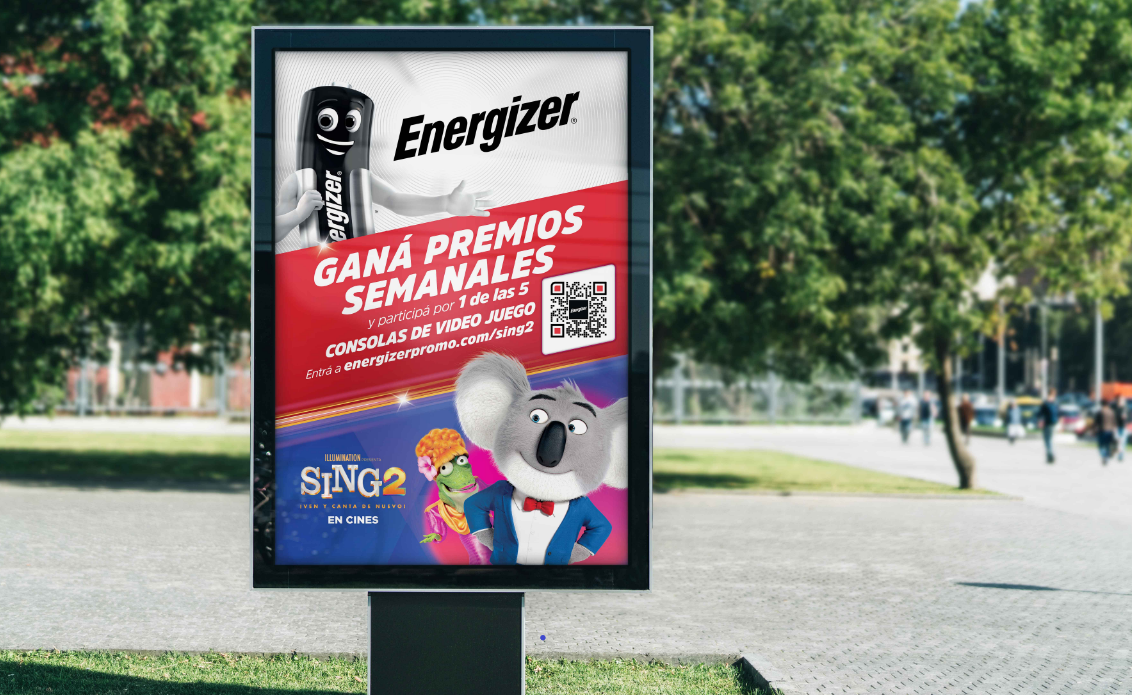 Energizer®
ergizer
GANÁ PREMIOS
SEMANALES
y participá por 1 de las 5
CONSOLAS DE VIDEO JUEGO
Entrá a energizerpromo.com/sing2
Energizer
ILLUMINATION PRESENTA
SING2
¡VEN Y CANTA DE NUEVO!
EN CINES